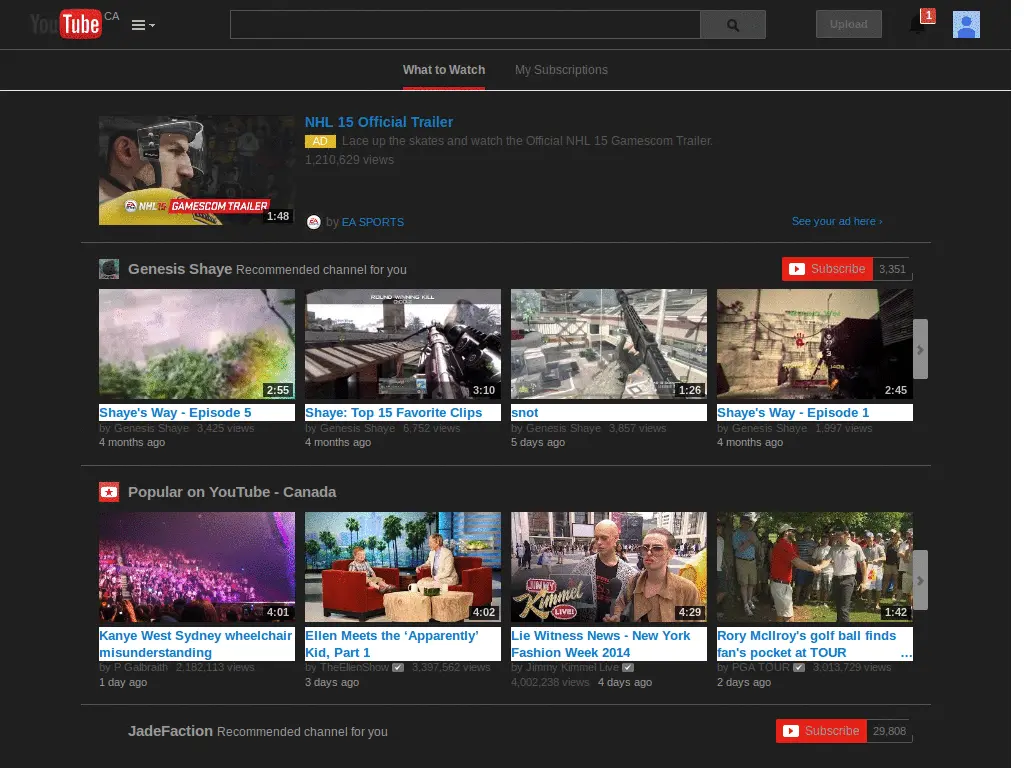 YouTube CA
Upload
1
What to Watch My Subscriptions
NHL 15 Official Trailer
AD Lace up the skates and watch the Official NHL 15 Gamescom Trailer.
1,210,629 views
NHL 15 GAMESCOM TRAILER
1:48
by EA SPORTS
See your ad here ›
Genesis Shaye Recommended channel for you
Subscribe 3,351
ROUND WINNING KILL
2:55 3:10 1:26 2:45
Shaye's Way - Episode 5 Shaye: Top 15 Favorite Clips snot Shaye's Way - Episode 1
by Genesis Shaye 3,425 views by Genesis Shaye 6,752 views by Genesis Shaye 3,857 views by Genesis Shaye 1,997 views
4 months ago 4 months ago 5 days ago 4 months ago
Popular on YouTube - Canada
JIMMY Kimmel LIVE!
4:01 4:02 4:29 1:42
Kanye West Sydney wheelchair Ellen Meets the ‘Apparently’ Lie Witness News - New York Rory McIlroy's golf ball finds
misunderstanding Kid, Part 1 Fashion Week 2014 fan's pocket at TOUR ...
by P Galbraith 2,182,113 views by TheEllenShow 3,397,562 views by Jimmy Kimmel Live by PGA TOUR 3,013,729 views
1 day ago 3 days ago 4,002,238 views 4 days ago 2 days ago
JadeFaction Recommended channel for you
Subscribe 29,808